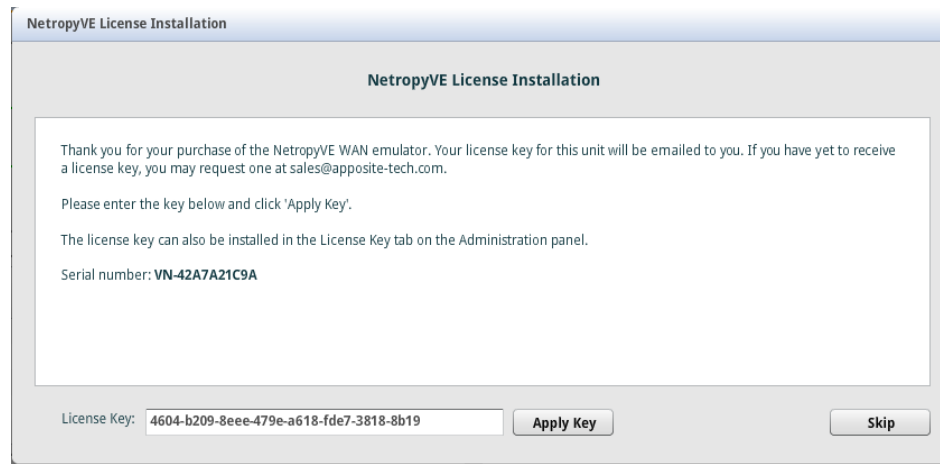 NetropyVE License Installation
NetropyVE License Installation
Thank you for your purchase of the NetropyVE WAN emulator. Your license key for this unit will be emailed to you. If you have yet to receive
a license key, you may request one at sales@apposite-tech.com.
Please enter the key below and click 'Apply Key'.
The license key can also be installed in the License Key tab on the Administration panel.
Serial number: VN-42A7A21C9A
License Key: 4604-b209-8eee-479e-a618-fde7-3818-8b19 Apply Key Skip